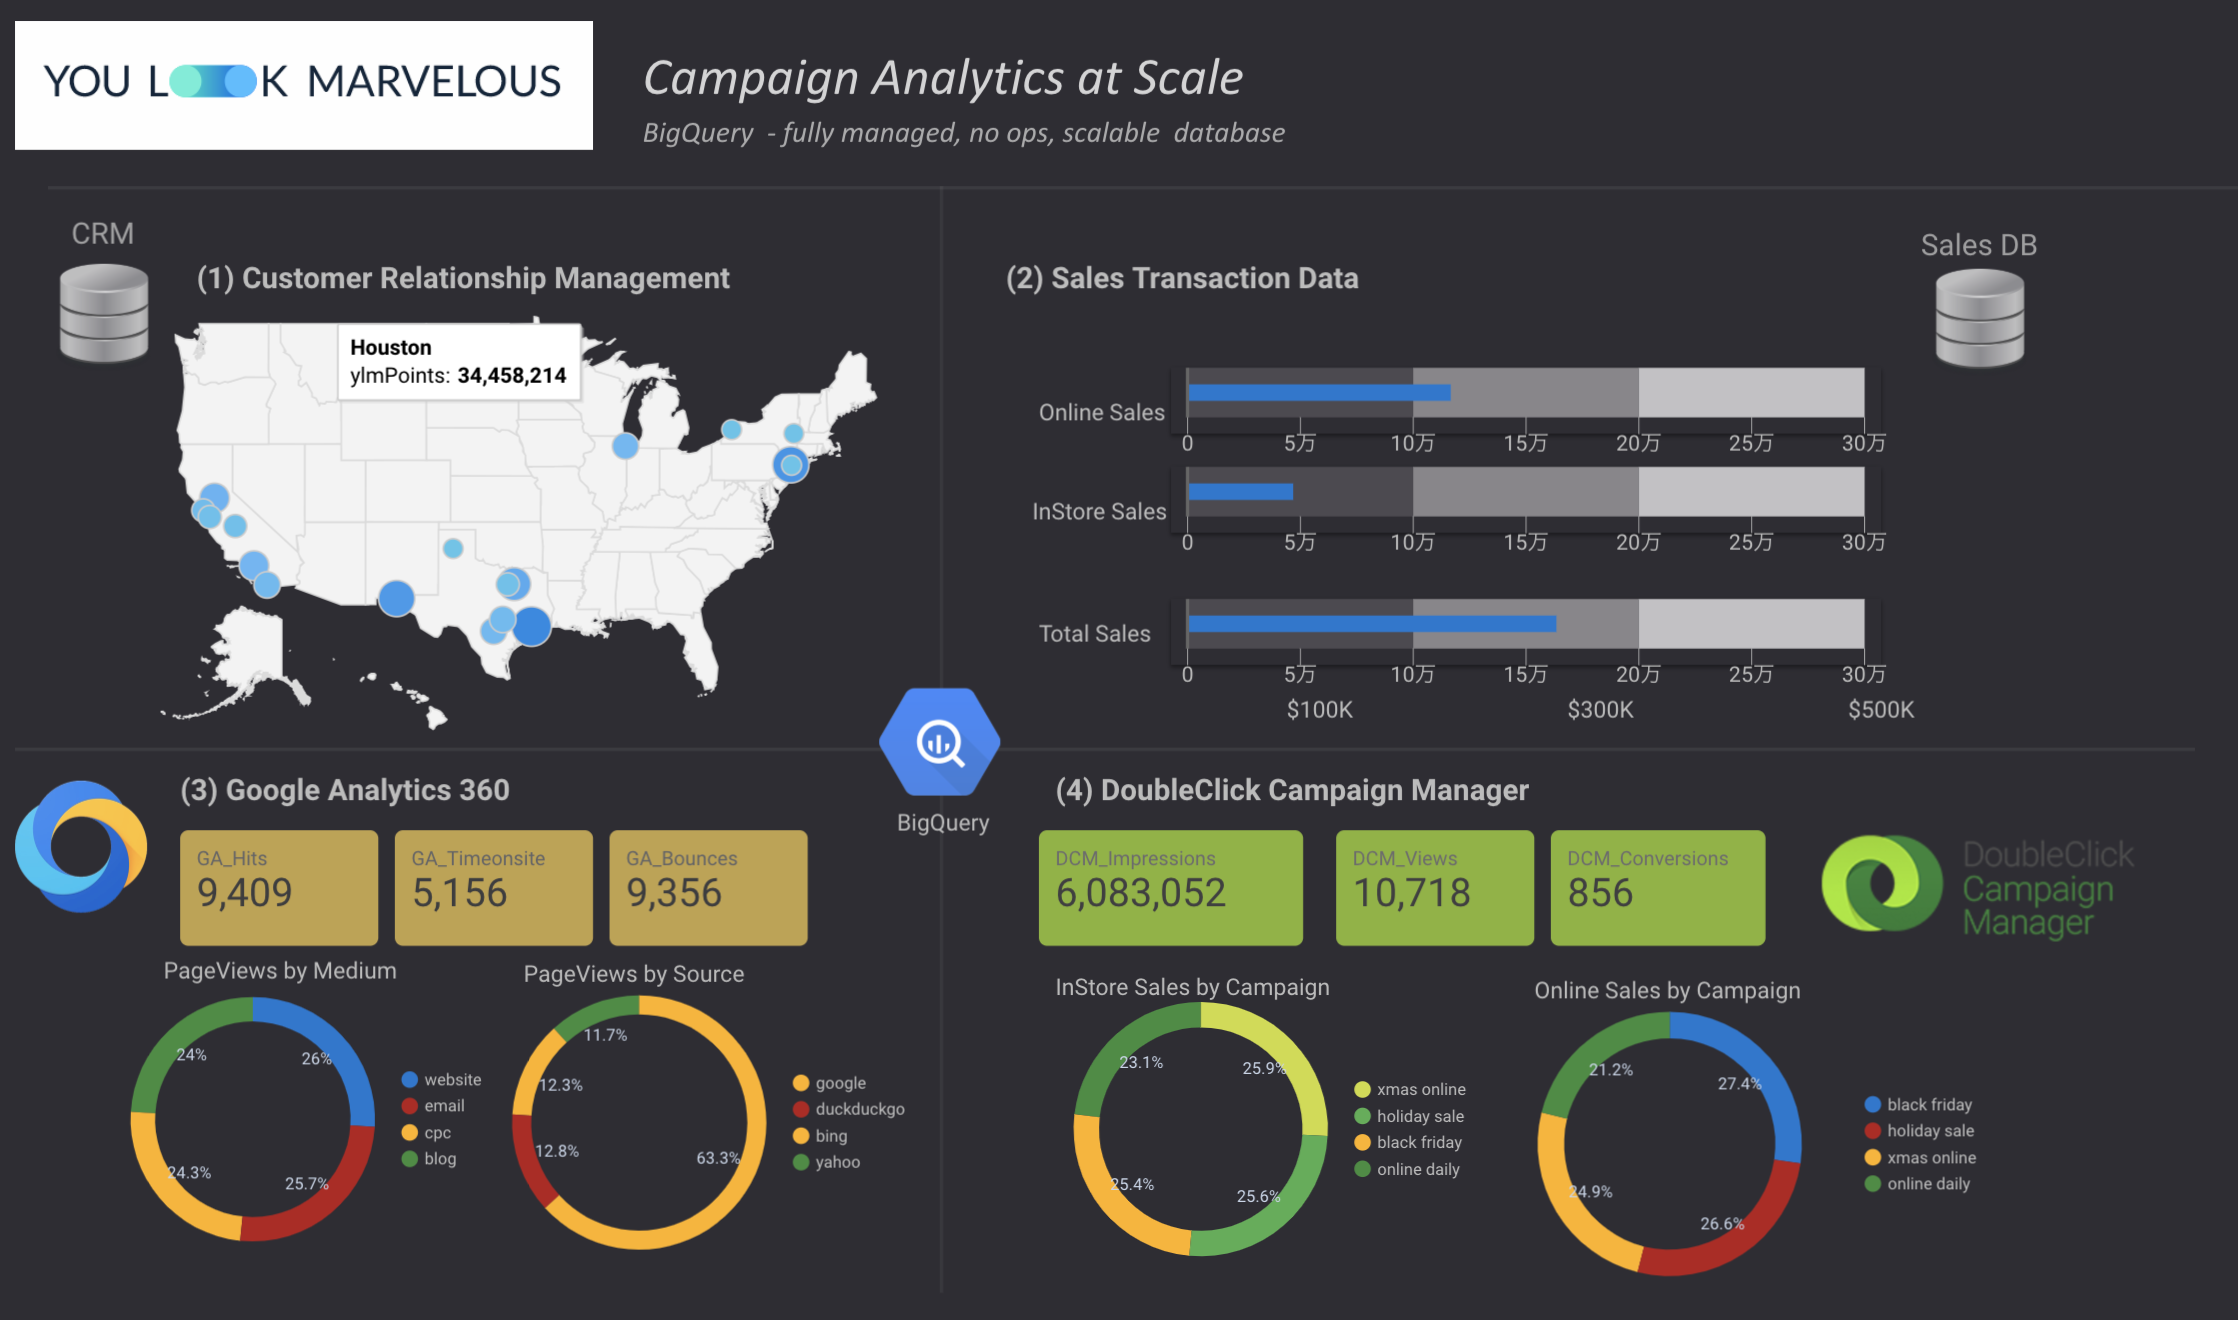 YOU LOOK MARVELOUS
Campaign Analytics at Scale
BigQuery - fully managed, no ops, scalable database
CRM
(1) Customer Relationship Management
Houston
ylmPoints: 34,458,214
Sales DB
(2) Sales Transaction Data
Online Sales
0 5万 10万 15万 20万 25万 30万
InStore Sales
0 5万 10万 15万 20万 25万 30万
Total Sales
0 5万 10万 15万 20万 25万 30万
$100K $300K $500K
BigQuery
(3) Google Analytics 360
GA_Hits
9,409
GA_Timeonsite
5,156
GA_Bounces
9,356
PageViews by Medium
24%
26%
24.3%
25.7%
website
email
cpc
blog
PageViews by Source
11.7%
12.3%
12.8%
63.3%
google
duckduckgo
bing
yahoo
(4) DoubleClick Campaign Manager
DCM_Impressions
6,083,052
DCM_Views
10,718
DCM_Conversions
856
DoubleClick
Campaign
Manager
InStore Sales by Campaign
23.1%
25.9%
25.4%
25.6%
xmas online
holiday sale
black friday
online daily
Online Sales by Campaign
21.2%
27.4%
24.9%
26.6%
black friday
holiday sale
xmas online
online daily